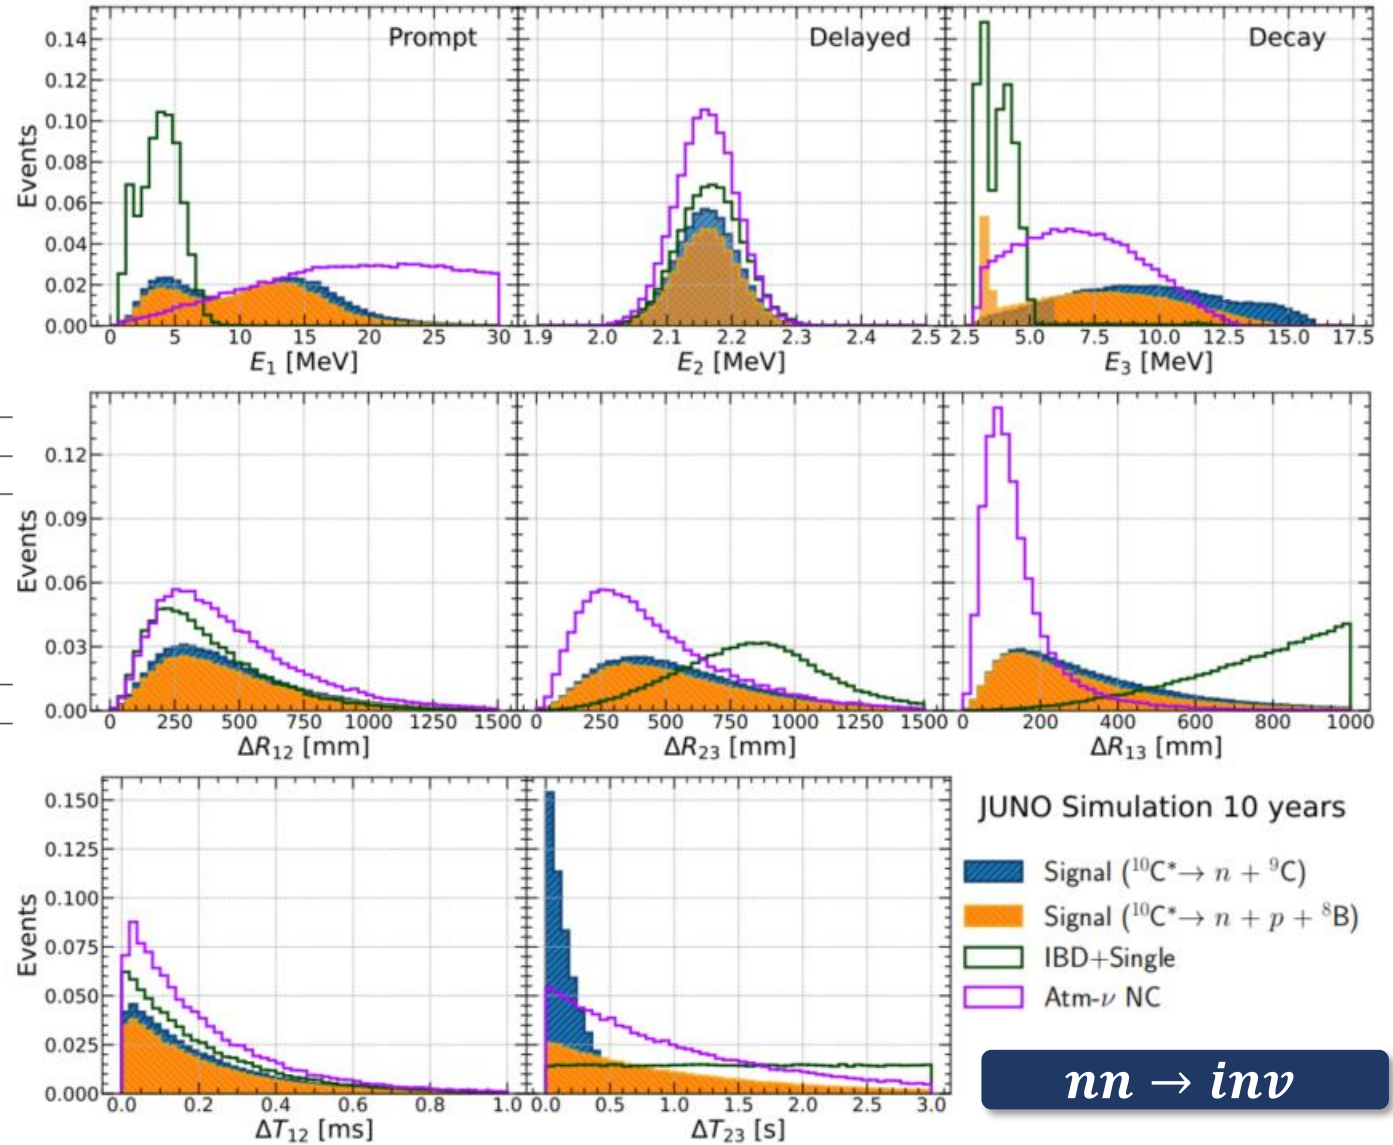 Prompt
Delayed
Decay
Events
0.14
0.12
0.10
0.08
0.06
0.04
0.02
0.00
0 5 10 15 20 25 30
1.9 2.0 2.1 2.2 2.3 2.4 2.5
2.5 5.0 7.5 10.0 12.5 15.0 17.5
E₁ [MeV]
E₂ [MeV]
E₃ [MeV]
Events
0.12
0.09
0.06
0.03
0.00
0 250 500 750 1000 1250 1500
0 250 500 750 1000 1250 1500
0 200 400 600 800 1000
ΔR₁₂ [mm]
ΔR₂₃ [mm]
ΔR₁₃ [mm]
Events
0.150
0.125
0.100
0.075
0.050
0.025
0.000
0.0 0.2 0.4 0.6 0.8 1.0
0.0 0.5 1.0 1.5 2.0 2.5 3.0
ΔT₁₂ [ms]
ΔT₂₃ [s]
JUNO Simulation 10 years
Signal (¹⁰C*→ n + ⁹C)
Signal (¹⁰C*→ n + p + ⁸B)
IBD+Single
Atm-ν NC
nn → inv